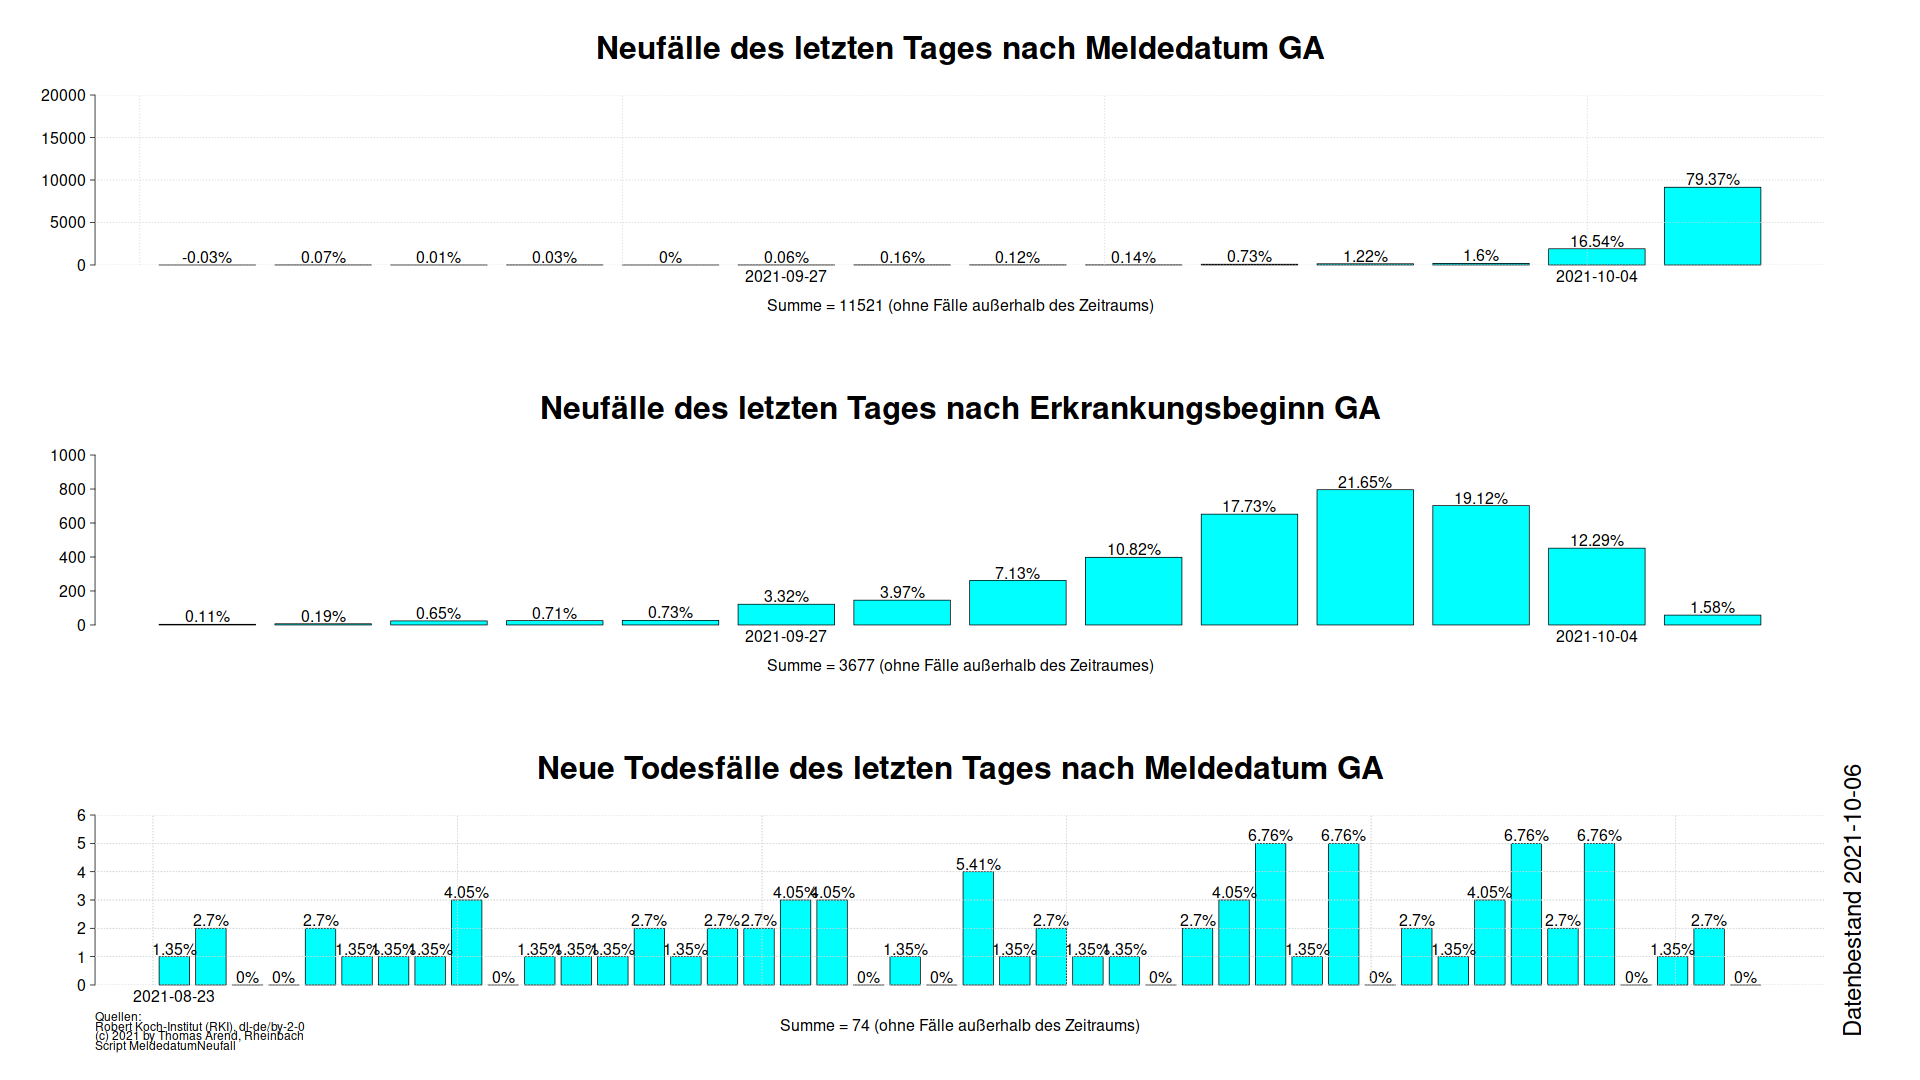 Neufälle des letzten Tages nach Meldedatum GA
20000
15000
10000
5000
0
-0.03% 0.07% 0.01% 0.03% 0% 0.06% 0.16% 0.12% 0.14% 0.73% 1.22% 1.6% 16.54% 79.37%
2021-09-27 2021-10-04
Summe = 11521 (ohne Fälle außerhalb des Zeitraums)
Neufälle des letzten Tages nach Erkrankungsbeginn GA
1000
800
600
400
200
0
0.11% 0.19% 0.65% 0.71% 0.73% 3.32% 3.97% 7.13% 10.82% 17.73% 21.65% 19.12% 12.29% 1.58%
2021-09-27 2021-10-04
Summe = 3677 (ohne Fälle außerhalb des Zeitraumes)
Neue Todesfälle des letzten Tages nach Meldedatum GA
6
5
4
3
2
1
0
1.35% 2.7% 0% 0% 2.7% 1.35% 1.35% 1.35% 4.05% 0% 1.35% 1.35% 1.35% 2.7% 1.35% 2.7% 2.7% 4.05% 4.05% 0% 1.35% 0% 5.41% 1.35% 2.7% 1.35% 1.35% 0% 2.7% 4.05% 6.76% 1.35% 6.76% 0% 2.7% 1.35% 4.05% 6.76% 2.7% 6.76% 0% 1.35% 2.7% 0%
2021-08-23
Summe = 74 (ohne Fälle außerhalb des Zeitraums)
Quellen:
Robert Koch-Institut (RKI), dl-de/by-2-0
(c) 2021 by Thomas Arend, Rheinbach
Script MeldedatumNeufall
Datenbestand 2021-10-06